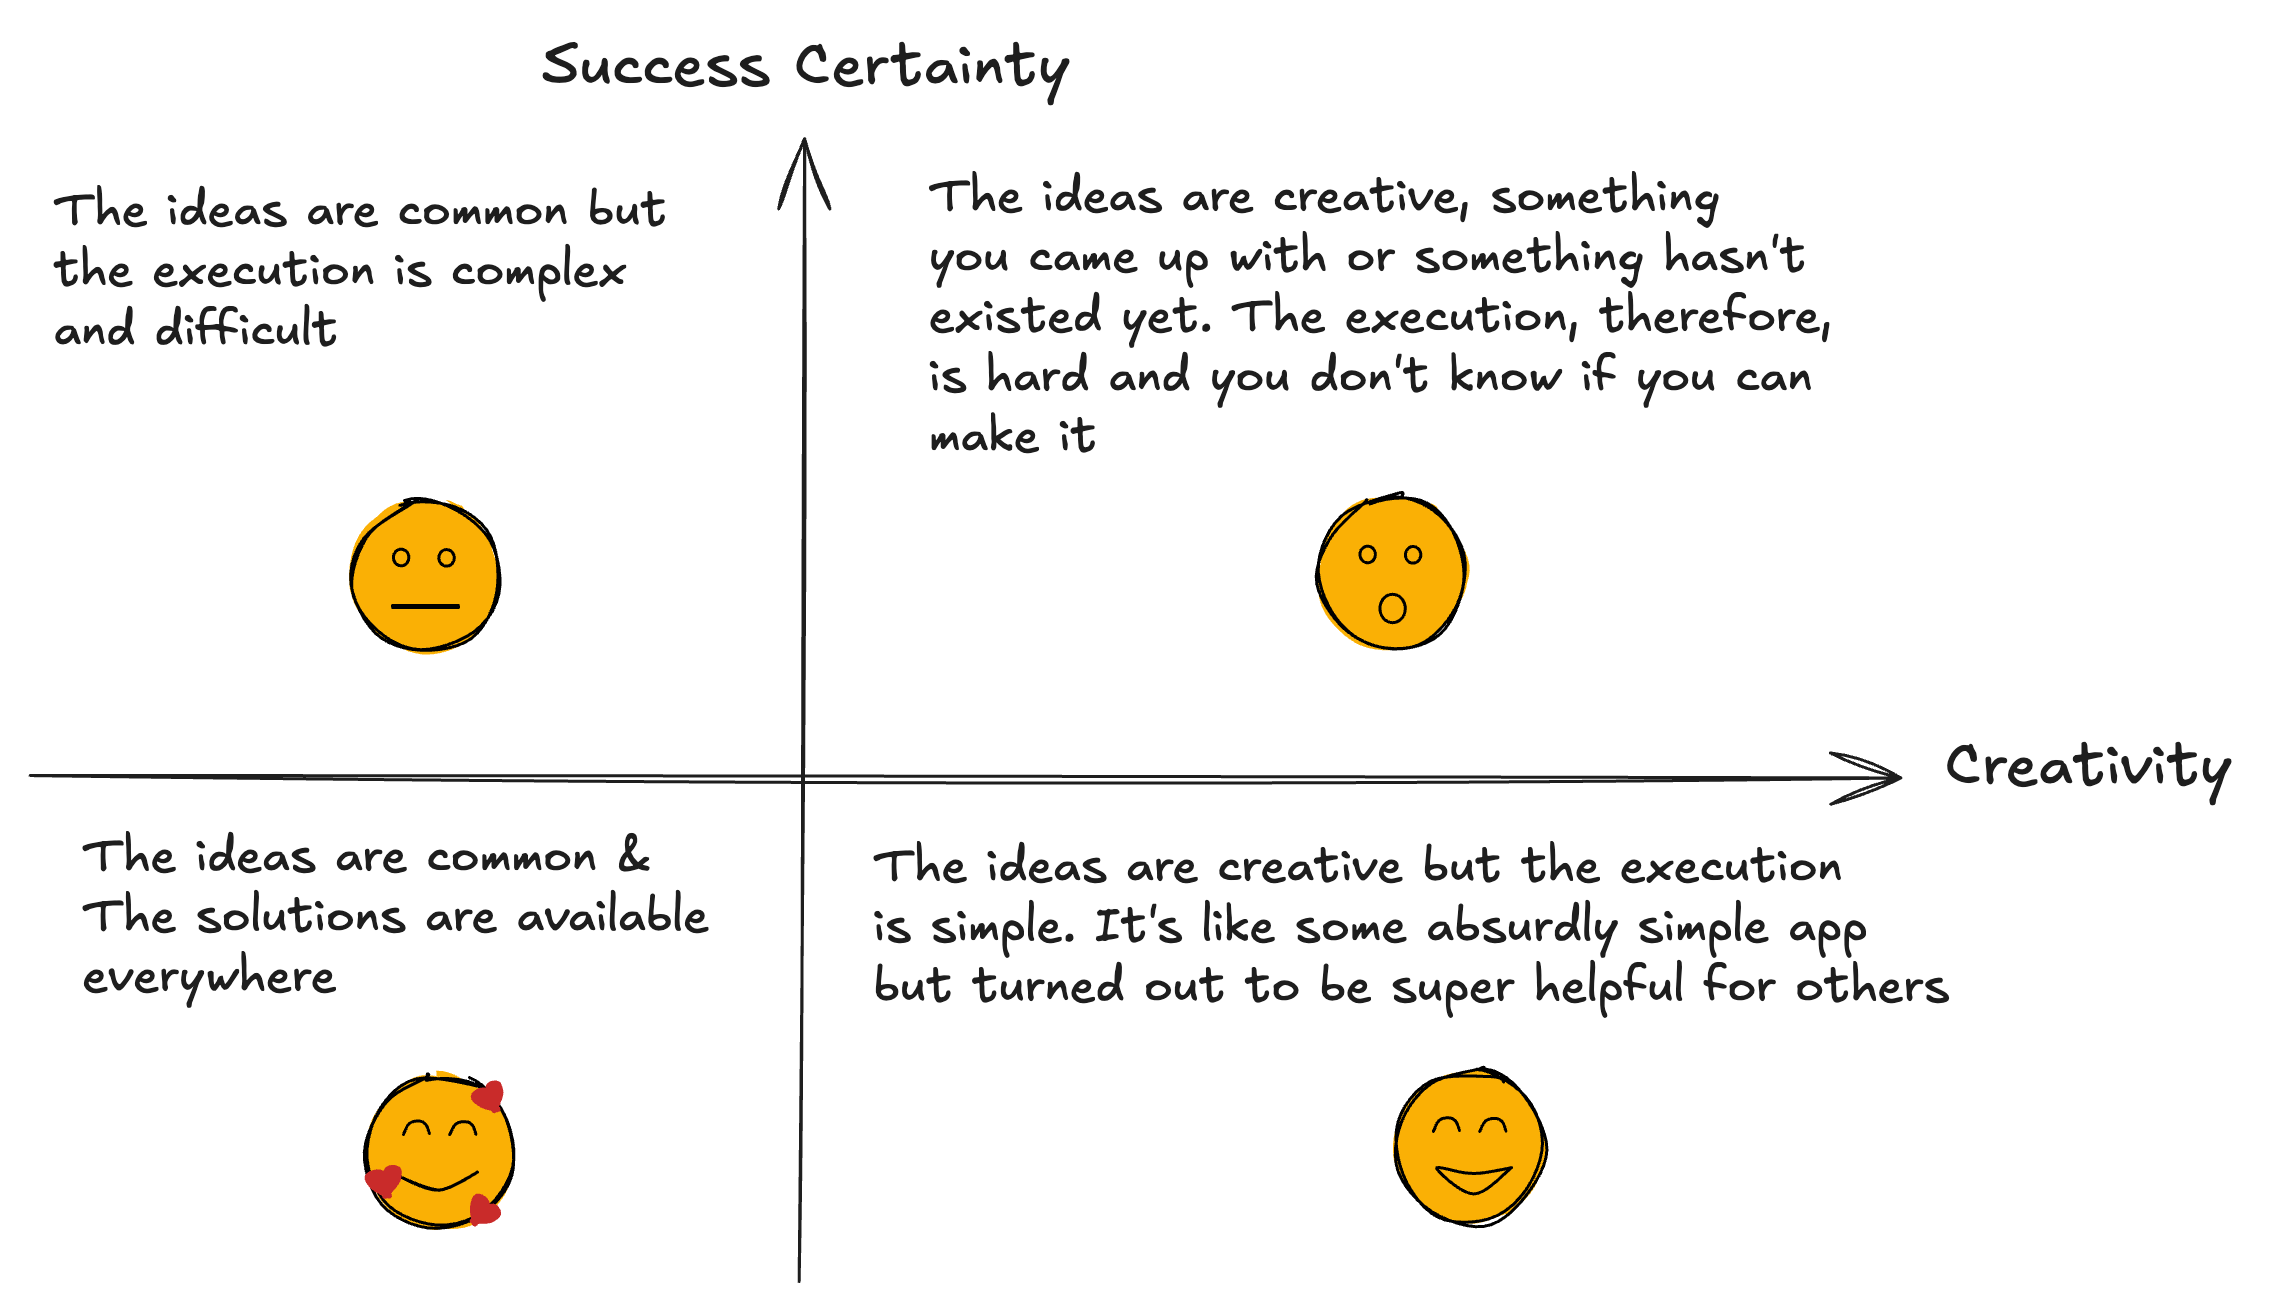 Success Certainty
The ideas are common but
the execution is complex
and difficult
The ideas are creative, something
you came up with or something hasn't
existed yet. The execution, therefore,
is hard and you don't know if you can
make it
Creativity
The ideas are common &
The solutions are available
everywhere
The ideas are creative but the execution
is simple. It's like some absurdly simple app
but turned out to be super helpful for others